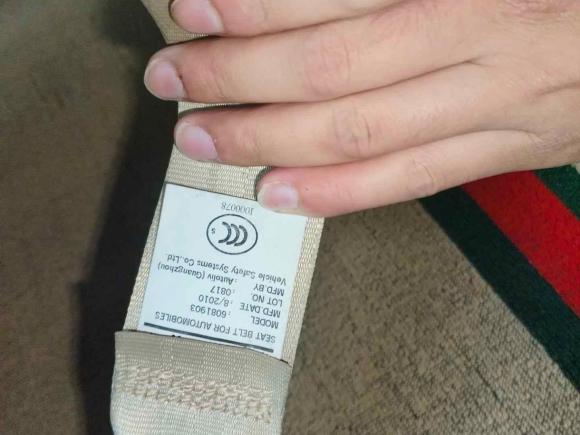 SEAT BELT FOR AUTOMOBILES
MODEL : 6081903
MFD.DATE : 8/2010
LOT NO. : 0817
MFD.BY : Autoliv (Guangzhou)
Vehicle Safety Systems Co.,Ltd.
CCC S
J000078